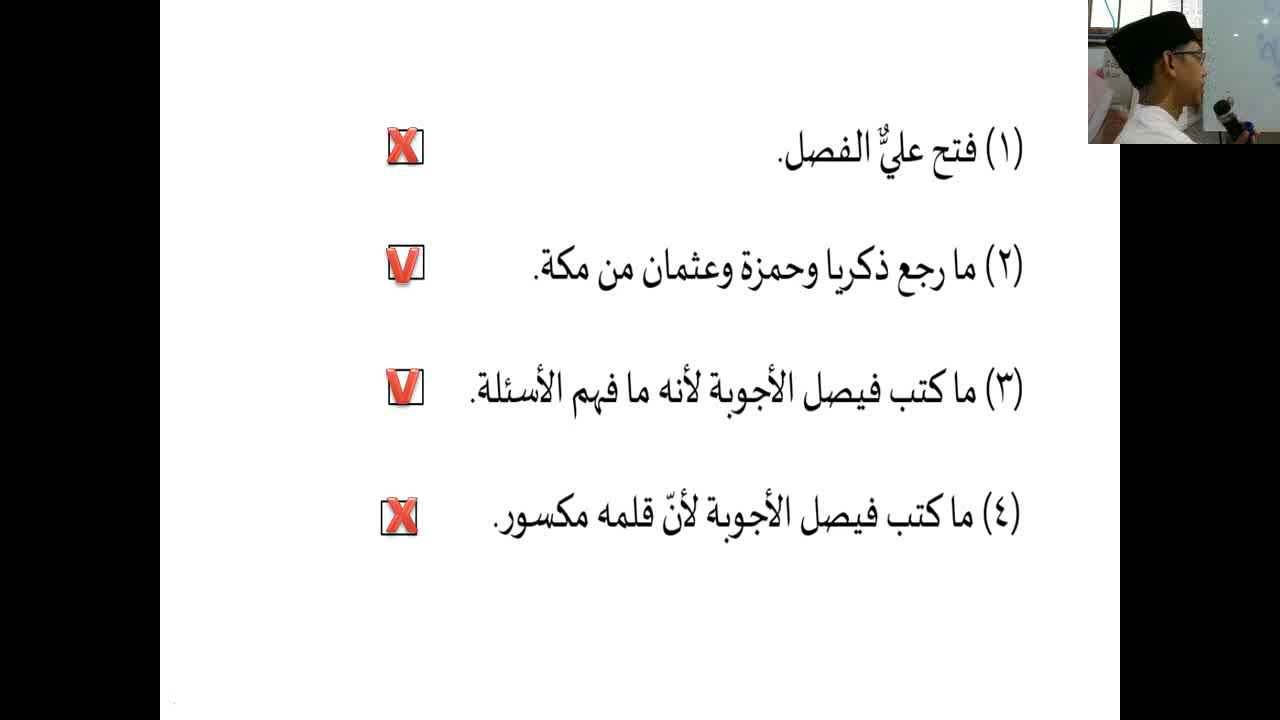 (١) فتح عليٌّ الفصل.
(٢) ما رجع ذكريا وحمزة وعثمان من مكة.
(٣) ما كتب فيصل الأجوبة لأنه ما فهم الأسئلة.
(٤) ما كتب فيصل الأجوبة لأنّ قلمه مكسور.